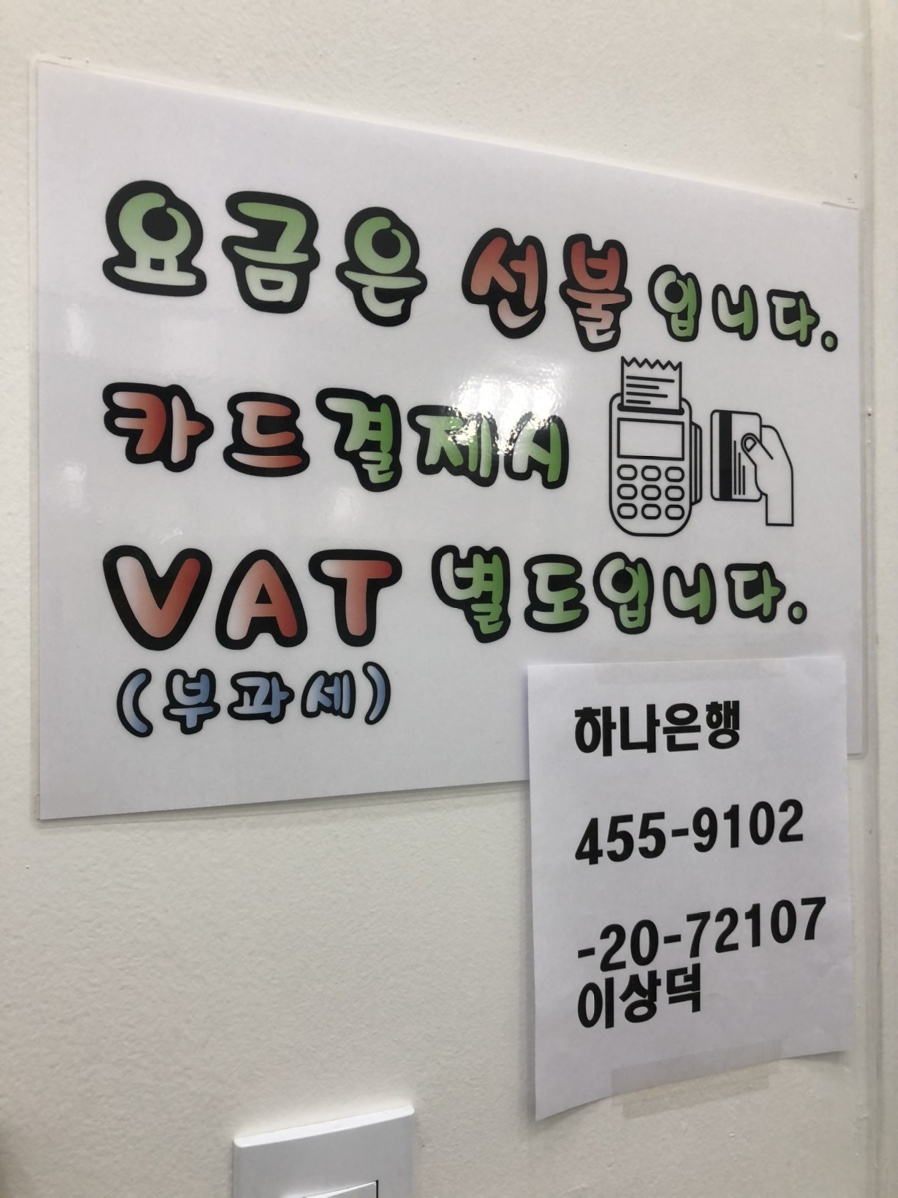 요금은 선불입니다.
카드결제시
VAT 별도입니다.
(부과세)
하나은행
455-9102
-20-72107
이상덕